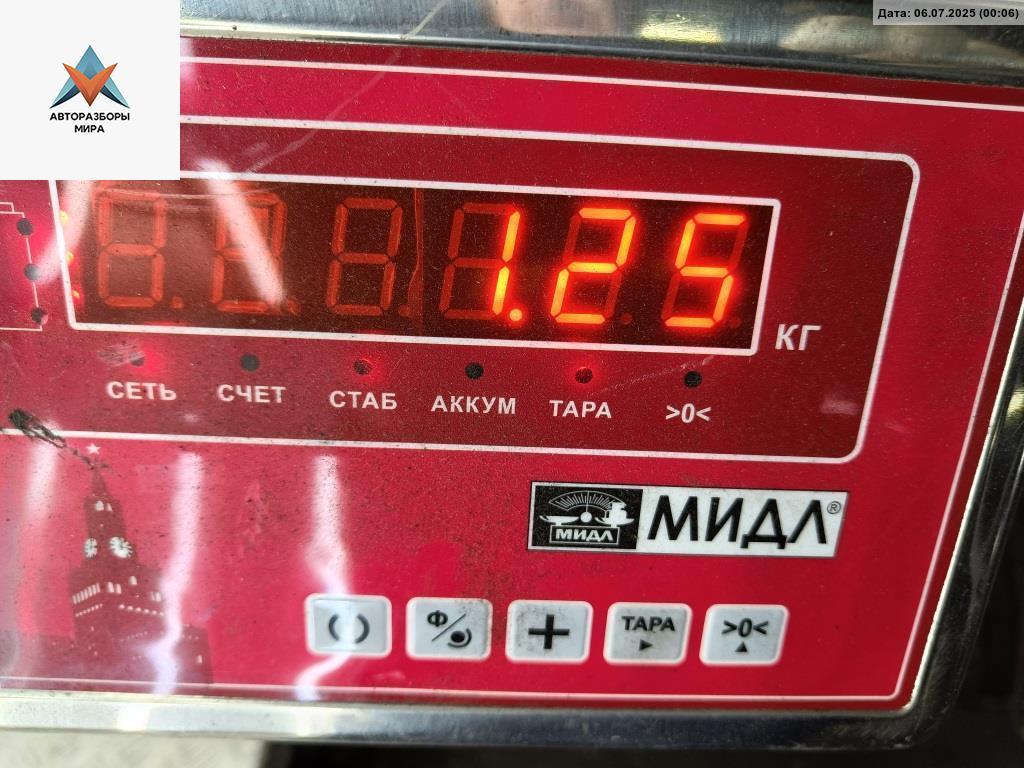 Дата: 06.07.2025 (00:06)
АВТОРАЗБОРЫ
МИРА
1.25
КГ
СЕТЬ СЧЕТ СТАБ АККУМ ТАРА >0<
МИДЛ МИДЛ®
Ф ТАРА >0<